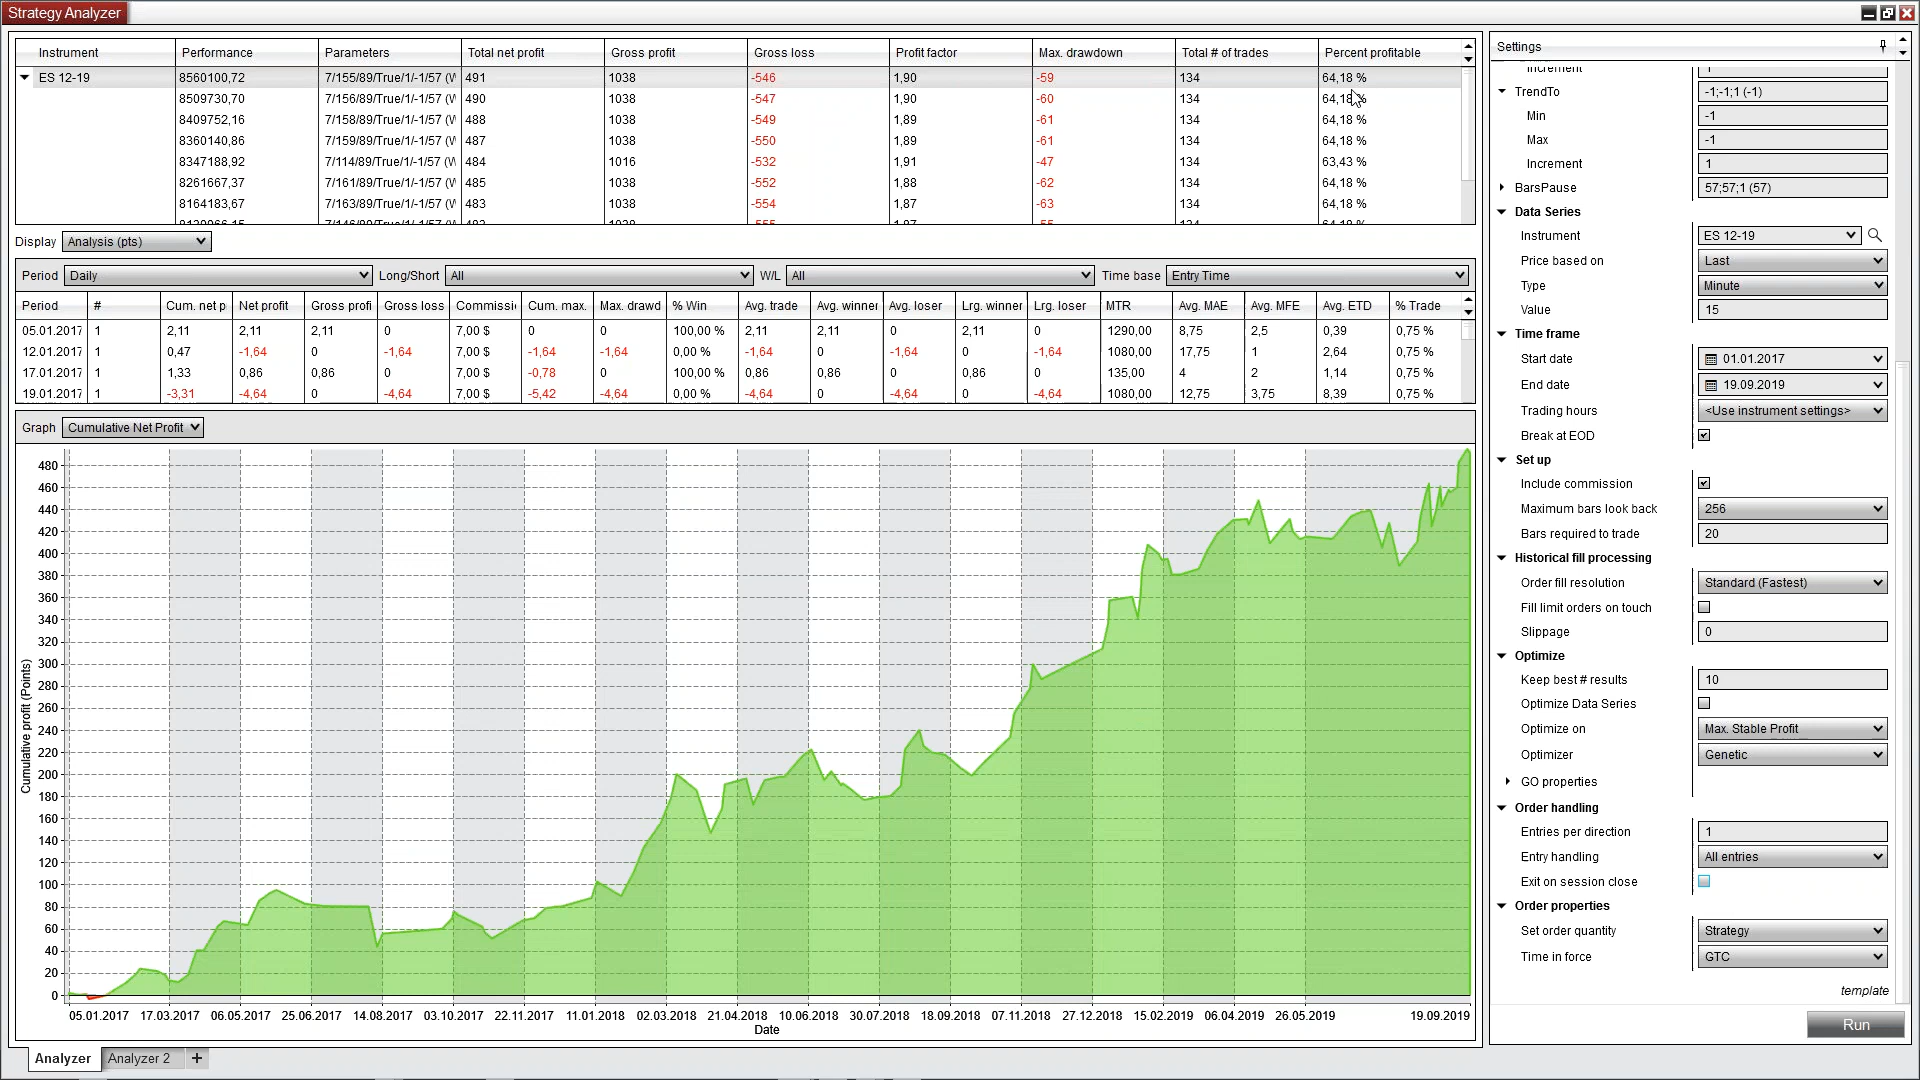 Strategy Analyzer
Instrument Performance Parameters Total net profit Gross profit Gross loss Profit factor Max. drawdown Total # of trades Percent profitable
ES 12-19 8560100,72 7/155/89/True/1/-1/57 (W 491 1038 -546 1,90 -59 134 64,18 %
8509730,70 7/156/89/True/1/-1/57 (W 490 1038 -547 1,90 -60 134 64,18 %
8409752,16 7/158/89/True/1/-1/57 (W 488 1038 -549 1,89 -61 134 64,18 %
8360140,86 7/159/89/True/1/-1/57 (W 487 1038 -550 1,89 -61 134 64,18 %
8347188,92 7/114/89/True/1/-1/57 (W 484 1016 -532 1,91 -47 134 63,43 %
8261667,37 7/161/89/True/1/-1/57 (W 485 1038 -552 1,88 -62 134 64,18 %
8164183,67 7/163/89/True/1/-1/57 (W 483 1038 -554 1,87 -63 134 64,18 %
Display Analysis (pts)
Period Daily Long/Short All W/L All Time base Entry Time
Period # Cum. net p Net profit Gross profi Gross loss Commissi Cum. max. Max. drawd % Win Avg. trade Avg. winner Avg. loser Lrg. winner Lrg. loser MTR Avg. MAE Avg. MFE Avg. ETD % Trade
05.01.2017 1 2,11 2,11 2,11 0 7,00 $ 0 0 100,00 % 2,11 2,11 0 2,11 0 1290,00 8,75 2,5 0,39 0,75 %
12.01.2017 1 0,47 -1,64 0 -1,64 7,00 $ -1,64 -1,64 0,00 % -1,64 0 -1,64 0 -1,64 1080,00 17,75 1 2,64 0,75 %
17.01.2017 1 1,33 0,86 0,86 0 7,00 $ -0,78 0 100,00 % 0,86 0,86 0 0,86 0 135,00 4 2 1,14 0,75 %
19.01.2017 1 -3,31 -4,64 0 -4,64 7,00 $ -5,42 -4,64 0,00 % -4,64 0 -4,64 0 -4,64 1080,00 12,75 3,75 8,39 0,75 %
Graph Cumulative Net Profit
Cumulative profit (Points)
480
460
440
420
400
380
360
340
320
300
280
260
240
220
200
180
160
140
120
100
80
60
40
20
0
05.01.2017 17.03.2017 06.05.2017 25.06.2017 14.08.2017 03.10.2017 22.11.2017 11.01.2018 02.03.2018 21.04.2018 10.06.2018 30.07.2018 18.09.2018 07.11.2018 27.12.2018 15.02.2019 06.04.2019 26.05.2019 19.09.2019
Date
Analyzer Analyzer 2 +
Settings
Increment 1
TrendTo -1;-1;1 (-1)
Min -1
Max -1
Increment 1
BarsPause 57;57;1 (57)
Data Series
Instrument ES 12-19
Price based on Last
Type Minute
Value 15
Time frame
Start date 01.01.2017
End date 19.09.2019
Trading hours <Use instrument settings>
Break at EOD
Set up
Include commission
Maximum bars look back 256
Bars required to trade 20
Historical fill processing
Order fill resolution Standard (Fastest)
Fill limit orders on touch
Slippage 0
Optimize
Keep best # results 10
Optimize Data Series
Optimize on Max. Stable Profit
Optimizer Genetic
GO properties
Order handling
Entries per direction 1
Entry handling All entries
Exit on session close
Order properties
Set order quantity Strategy
Time in force GTC
template
Run